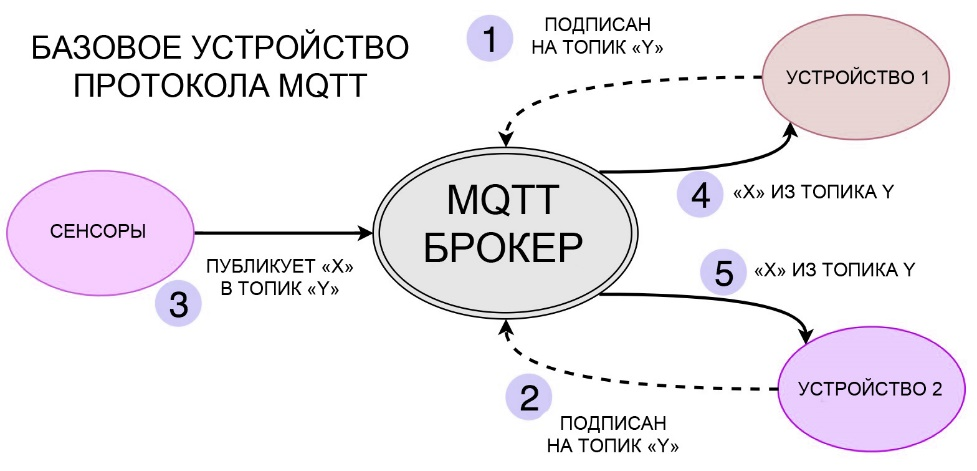 БАЗОВОЕ УСТРОЙСТВО
ПРОТОКОЛА MQTT
1
ПОДПИСАН
НА ТОПИК «Y»
УСТРОЙСТВО 1
СЕНСОРЫ
MQTT
БРОКЕР
4
«X» ИЗ ТОПИКА Y
ПУБЛИКУЕТ «X»
В ТОПИК «Y»
3
5
«X» ИЗ ТОПИКА Y
2
ПОДПИСАН
НА ТОПИК «Y»
УСТРОЙСТВО 2